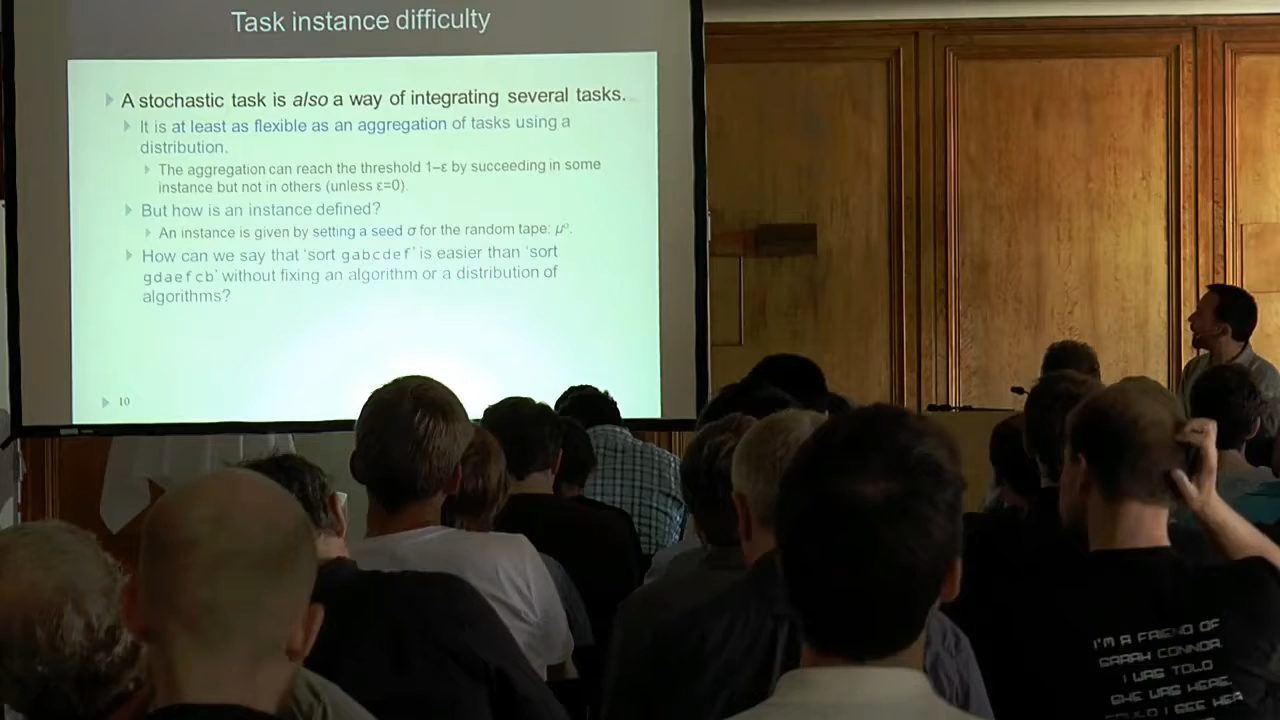 Task instance difficulty
A stochastic task is also a way of integrating several tasks.
It is at least as flexible as an aggregation of tasks using a
distribution.
The aggregation can reach the threshold 1–ε by succeeding in some
instance but not in others (unless ε=0).
But how is an instance defined?
An instance is given by setting a seed σ for the random tape: μσ.
How can we say that 'sort gabcdef' is easier than 'sort
gdaefcb' without fixing an algorithm or a distribution of
algorithms?
10
I'M A FRIEND OF
SARAH CONNOR.
I WAS TOLD
SHE WAS HERE.
COULD I SEE HER